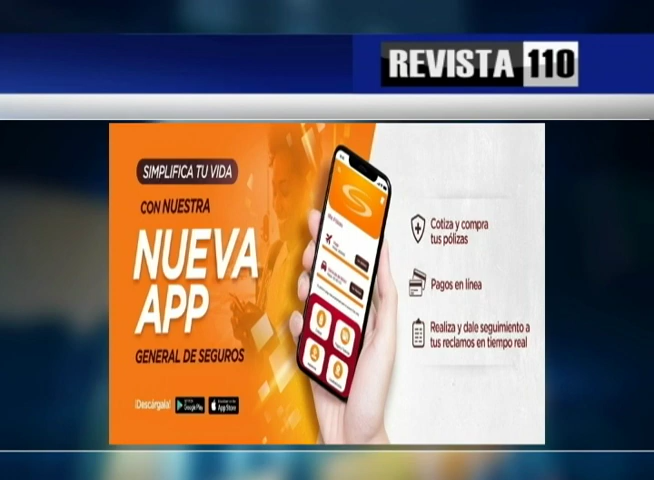 REVISTA 110
SIMPLIFICA TU VIDA
CON NUESTRA
NUEVA
APP
GENERAL DE SEGUROS
¡Descárgala!
Google Play
App Store
Cotiza y compra
tus pólizas
Pagos en línea
Realiza y dale seguimiento a
tus reclamos en tiempo real